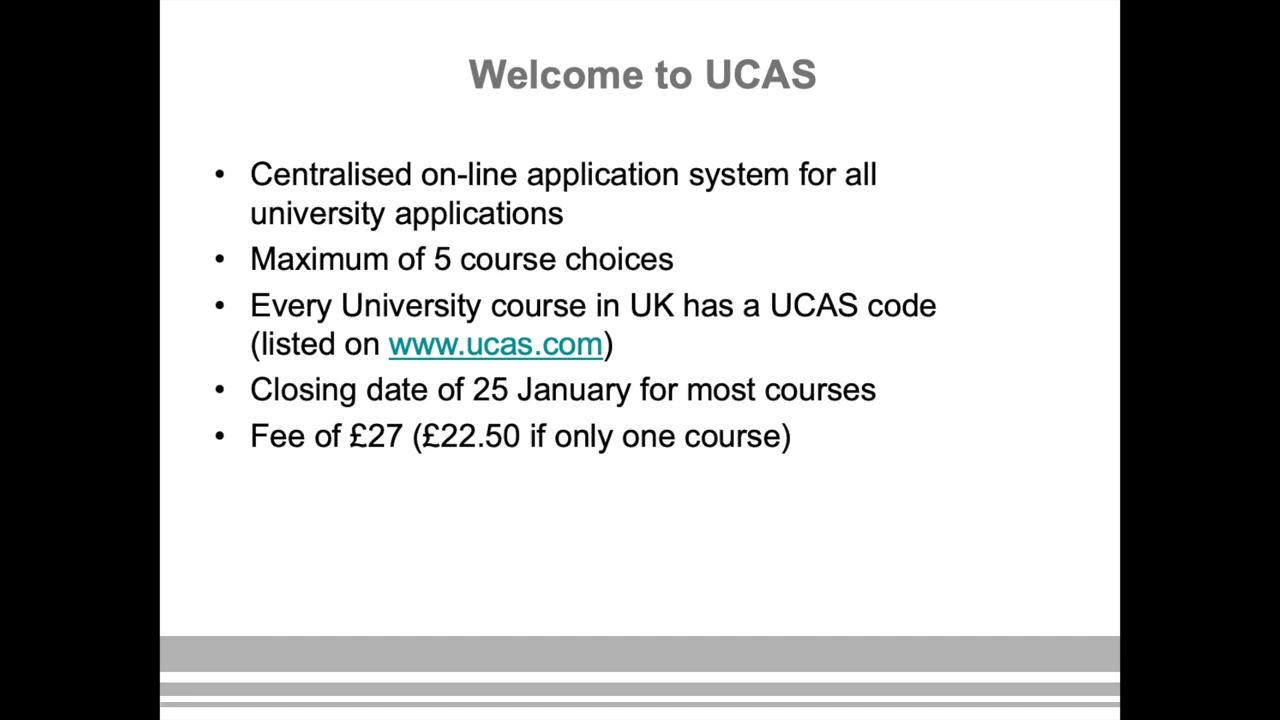 Welcome to UCAS
• Centralised on-line application system for all
university applications
• Maximum of 5 course choices
• Every University course in UK has a UCAS code
(listed on www.ucas.com)
• Closing date of 25 January for most courses
• Fee of £27 (£22.50 if only one course)